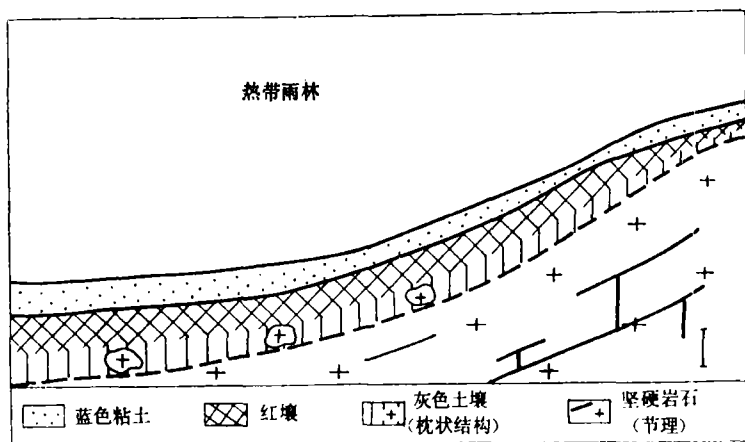 热带雨林
蓝色粘土
红壤
灰色土壤
(枕状结构)
坚硬岩石
(节理)